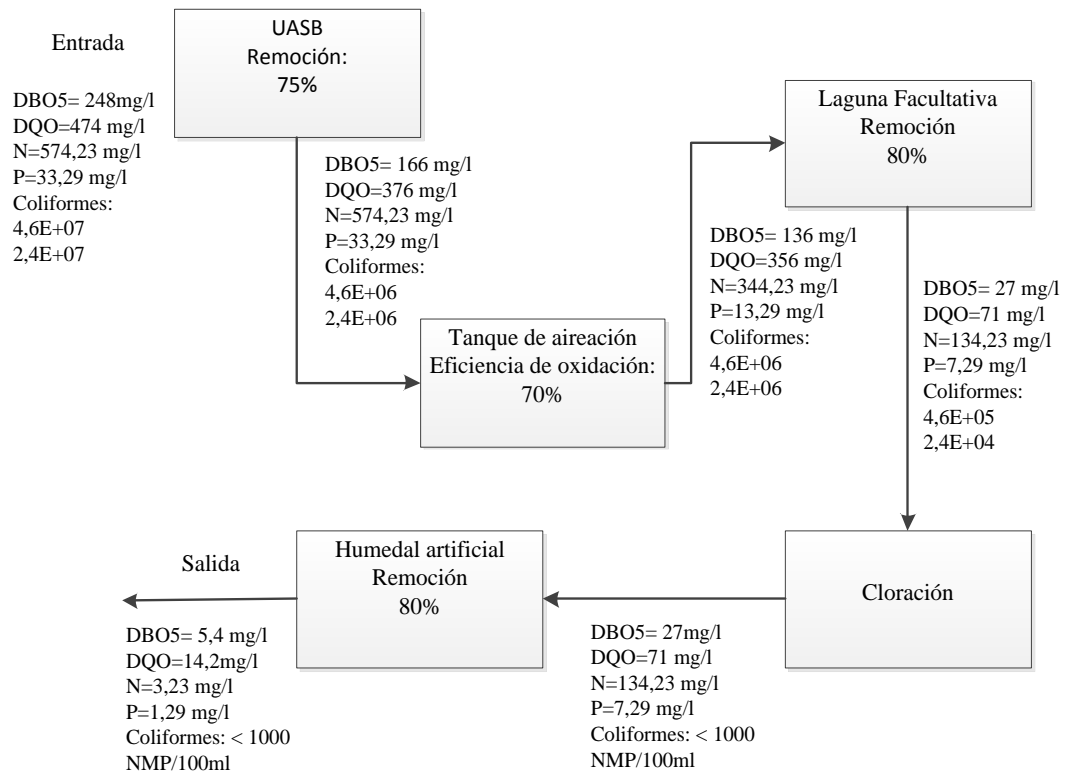 Entrada
DBO5= 248mg/l
DQO=474 mg/l
N=574,23 mg/l
P=33,29 mg/l
Coliformes:
4,6E+07
2,4E+07
UASB
Remoción:
75%
DBO5= 166 mg/l
DQO=376 mg/l
N=574,23 mg/l
P=33,29 mg/l
Coliformes:
4,6E+06
2,4E+06
Tanque de aireación
Eficiencia de oxidación:
70%
DBO5= 136 mg/l
DQO=356 mg/l
N=344,23 mg/l
P=13,29 mg/l
Coliformes:
4,6E+06
2,4E+06
Laguna Facultativa
Remoción
80%
DBO5= 27 mg/l
DQO=71 mg/l
N=134,23 mg/l
P=7,29 mg/l
Coliformes:
4,6E+05
2,4E+04
Cloración
DBO5= 27mg/l
DQO=71 mg/l
N=134,23 mg/l
P=7,29 mg/l
Coliformes: < 1000
NMP/100ml
Humedal artificial
Remoción
80%
Salida
DBO5= 5,4 mg/l
DQO=14,2mg/l
N=3,23 mg/l
P=1,29 mg/l
Coliformes: < 1000
NMP/100ml